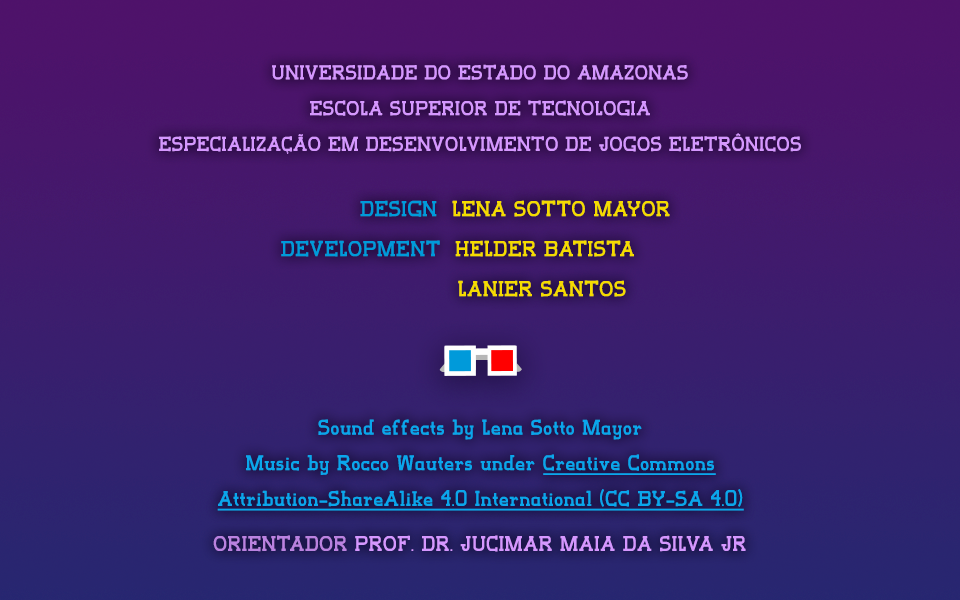 UNIVERSIDADE DO ESTADO DO AMAZONAS
ESCOLA SUPERIOR DE TECNOLOGIA
ESPECIALIZAÇÃO EM DESENVOLVIMENTO DE JOGOS ELETRÔNICOS
DESIGN LENA SOTTO MAYOR
DEVELOPMENT HELDER BATISTA
LANIER SANTOS
Sound effects by Lena Sotto Mayor
Music by Rocco Wauters under Creative Commons
Attribution-ShareAlike 4.0 International (CC BY-SA 4.0)
ORIENTADOR PROF. DR. JUCIMAR MAIA DA SILVA JR